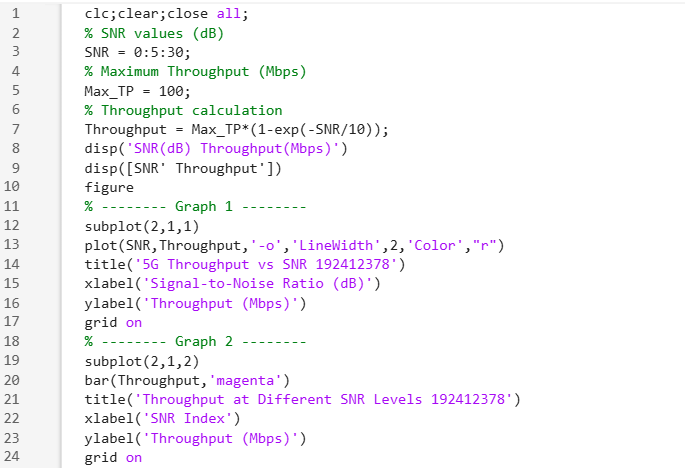 1 clc;clear;close all;
2 % SNR values (dB)
3 SNR = 0:5:30;
4 % Maximum Throughput (Mbps)
5 Max_TP = 100;
6 % Throughput calculation
7 Throughput = Max_TP*(1-exp(-SNR/10));
8 disp('SNR(dB) Throughput(Mbps)')
9 disp([SNR' Throughput'])
10 figure
11 % -------- Graph 1 --------
12 subplot(2,1,1)
13 plot(SNR,Throughput,'-o','LineWidth',2,'Color',"r")
14 title('5G Throughput vs SNR 192412378')
15 xlabel('Signal-to-Noise Ratio (dB)')
16 ylabel('Throughput (Mbps)')
17 grid on
18 % -------- Graph 2 --------
19 subplot(2,1,2)
20 bar(Throughput,'magenta')
21 title('Throughput at Different SNR Levels 192412378')
22 xlabel('SNR Index')
23 ylabel('Throughput (Mbps)')
24 grid on